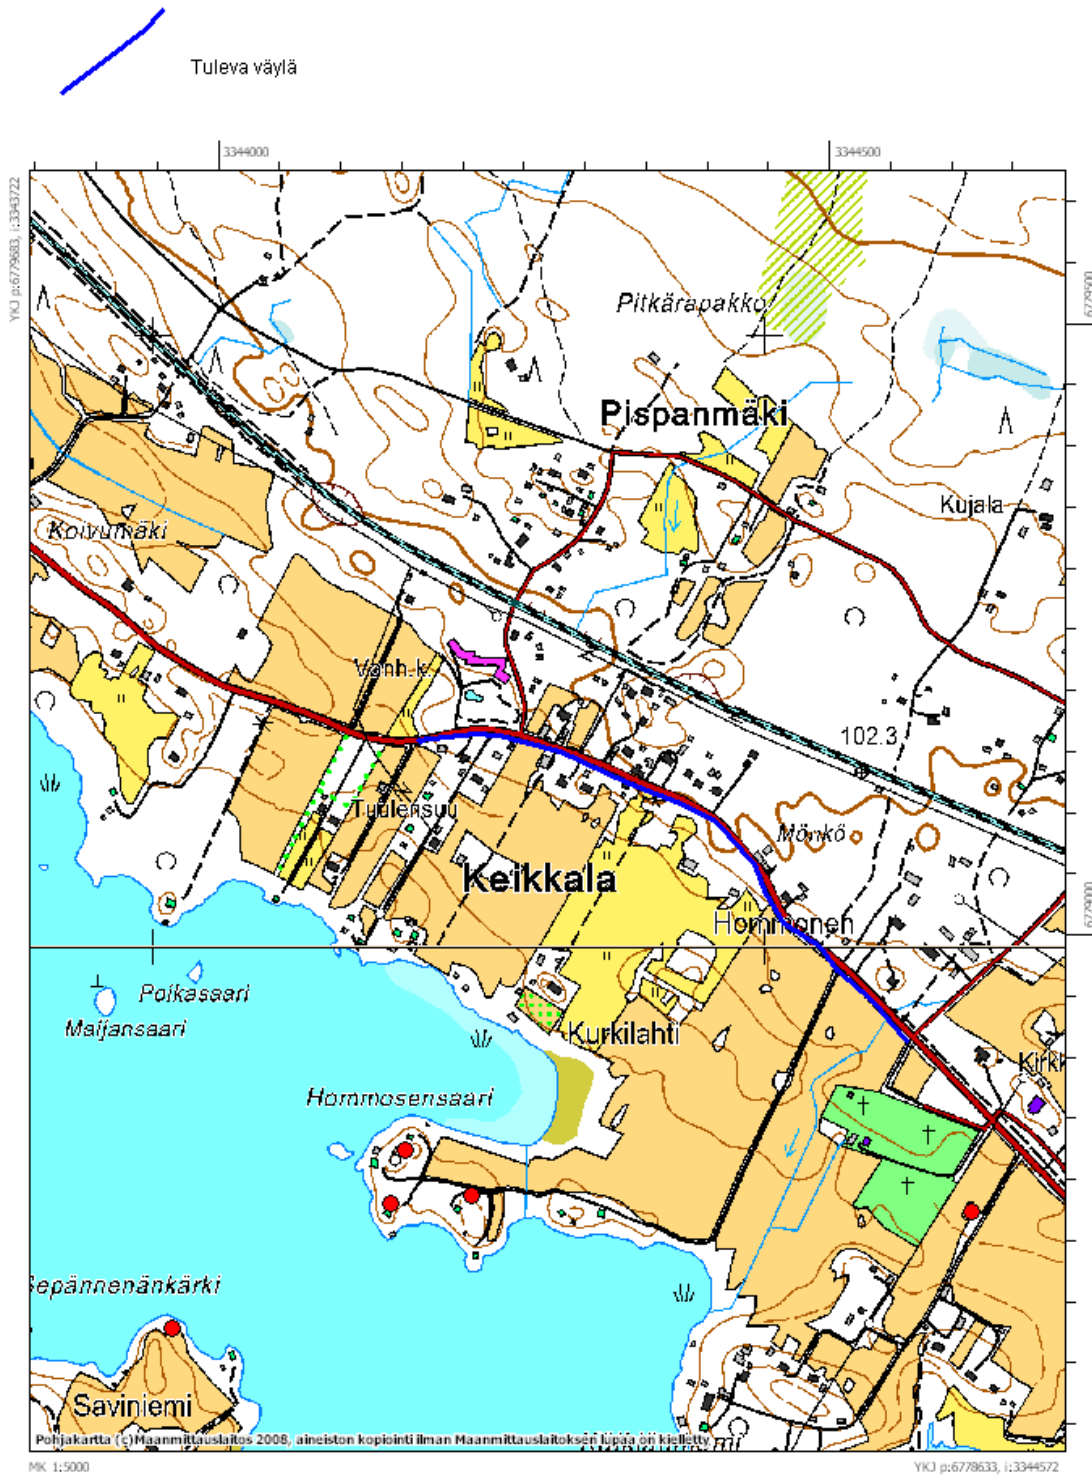 Tuleva väylä
3344000
3344500
YKJ p:6779683, i:3343722
6779500
Pitkärapakko
Pispanmäki
Kujala
Koivumäki
Vanh.k.
102.3
Tuulensuu
Mönkö
Keikkala
Hommonen
6779000
Poikasaari
Maijansaari
Kurkilahti
Kirkk
Hommosensaari
Sepännenänkärki
Saviniemi
Pohjakartta (c)Maanmittauslaitos 2008, aineiston kopiointi ilman Maanmittauslaitoksen lupaa on kielletty
MK 1:5000
YKJ p:6778633, i:3344572